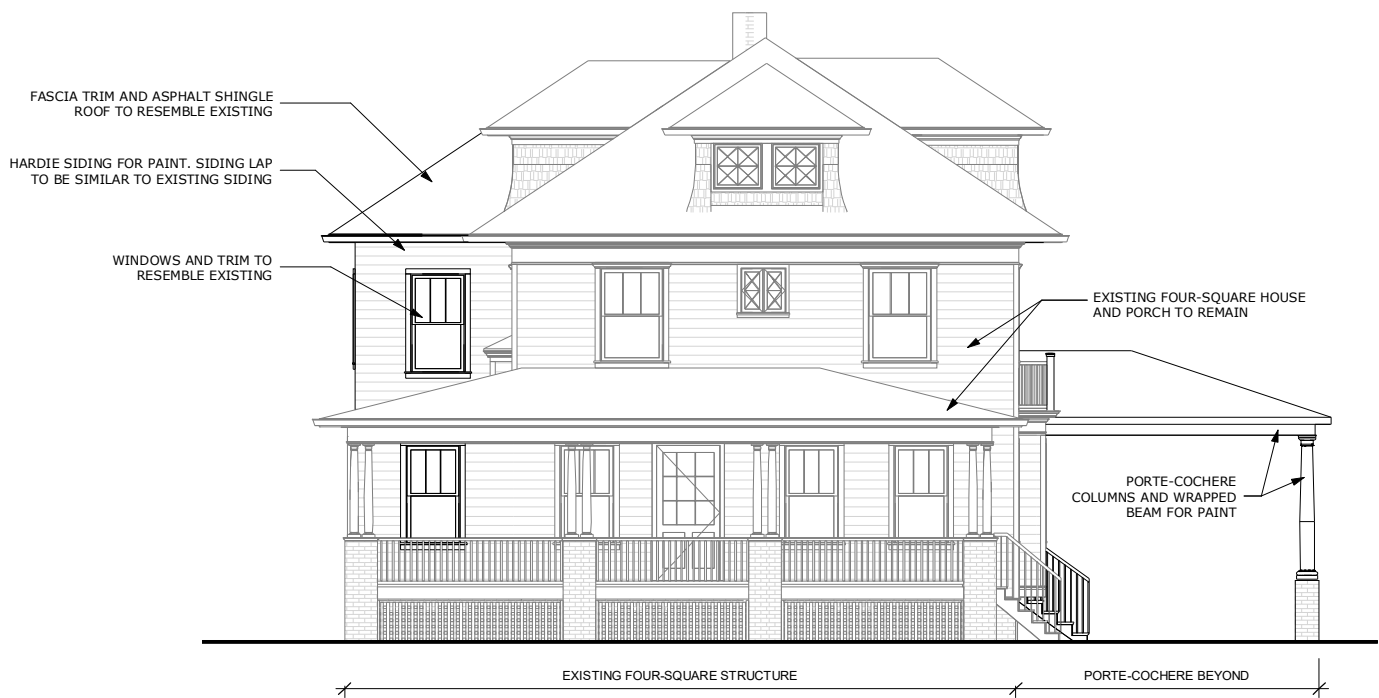 FASCIA TRIM AND ASPHALT SHINGLE
ROOF TO RESEMBLE EXISTING
HARDIE SIDING FOR PAINT. SIDING LAP
TO BE SIMILAR TO EXISTING SIDING
WINDOWS AND TRIM TO
RESEMBLE EXISTING
EXISTING FOUR-SQUARE HOUSE
AND PORCH TO REMAIN
PORTE-COCHERE
COLUMNS AND WRAPPED
BEAM FOR PAINT
EXISTING FOUR-SQUARE STRUCTURE
PORTE-COCHERE BEYOND